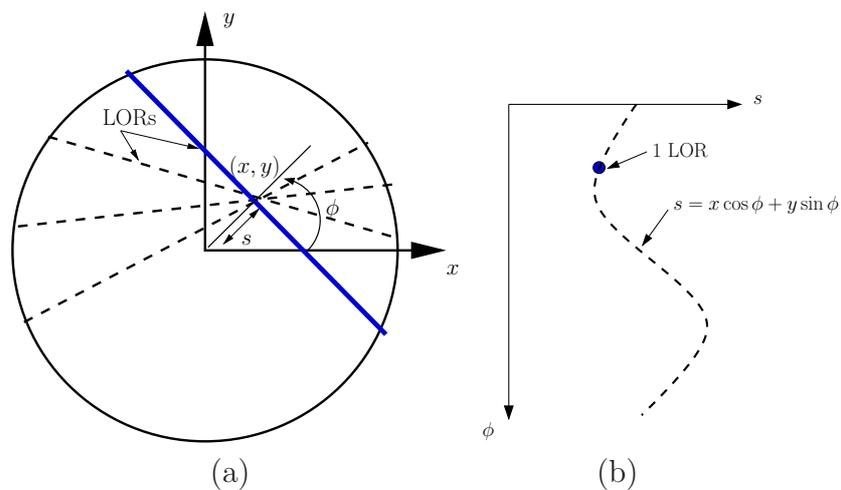 y
LORs
(x, y)
ϕ
s
x
(a)
s
1 LOR
s = x cos ϕ + y sin ϕ
ϕ
(b)